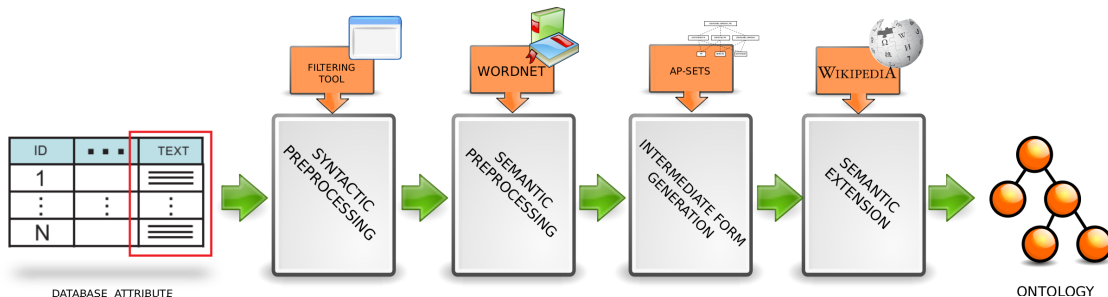 FILTERING
TOOL
WORDNET
AP-SETS
WIKIPEDIA
ID
TEXT
1
N
DATABASE ATTRIBUTE
SYNTACTIC
PREPROCESSING
SEMANTIC
PREPROCESSING
INTERMEDIATE FORM
GENERATION
SEMANTIC
EXTENSION
ONTOLOGY